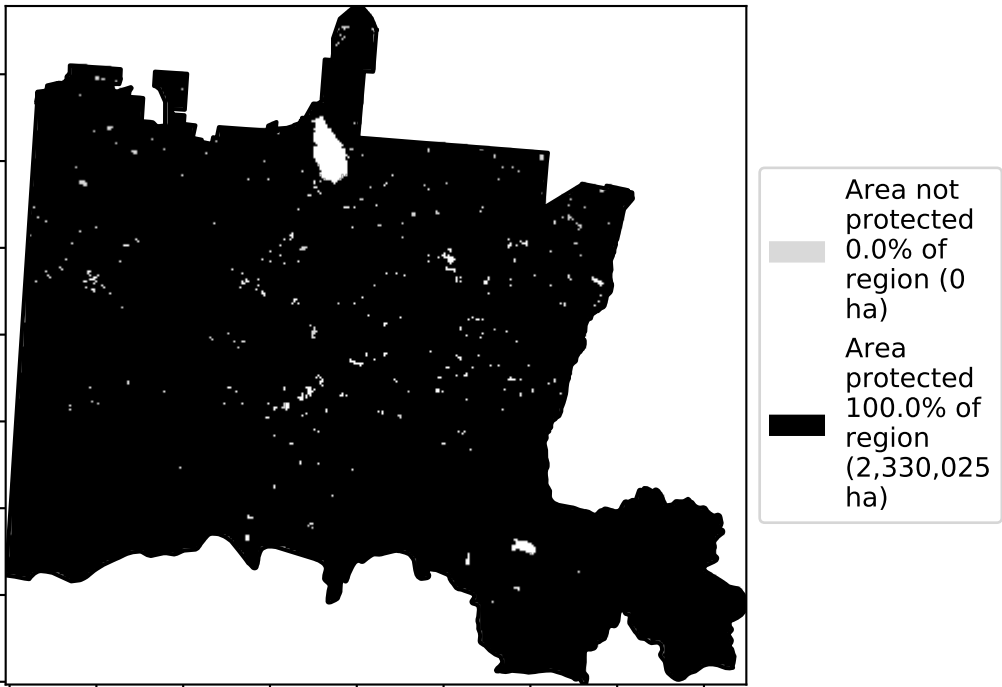 Area not
protected
0.0% of
region (0
ha)
Area
protected
100.0% of
region
(2,330,025
ha)